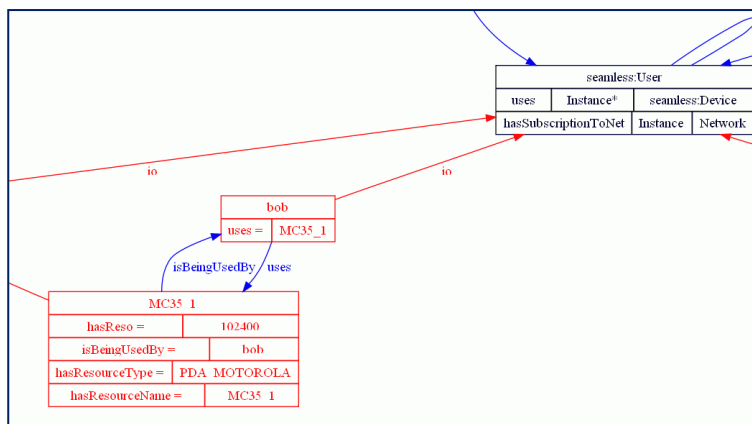 seamless:User
uses Instance* seamless:Device
hasSubscriptionToNet Instance Network
io
io
bob
uses = MC35_1
isBeingUsedBy uses
MC35_1
hasReso = 102400
isBeingUsedBy = bob
hasResourceType = PDA_MOTOROLA
hasResourceName = MC35_1